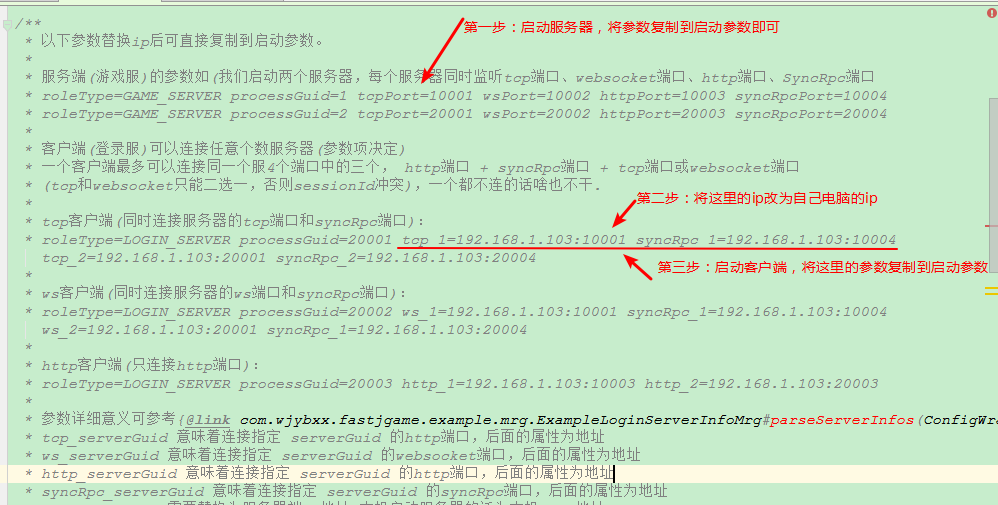 /**
第一步：启动服务器，将参数复制到启动参数即可
* 以下参数替换ip后可直接复制到启动参数。
*
* 服务端(游戏服)的参数如(我们启动两个服务器，每个服务器同时监听tcp端口、websocket端口、http端口、SyncRpc端口
* roleType=GAME_SERVER processGuid=1 tcpPort=10001 wsPort=10002 httpPort=10003 syncRpcPort=10004
* roleType=GAME_SERVER processGuid=2 tcpPort=20001 wsPort=20002 httpPort=20003 syncRpcPort=20004
*
* 客户端(登录服)可以连接任意个数服务器(参数项决定)
* 一个客户端最多可以连接同一个服4个端口中的三个， http端口 + syncRpc端口 + tcp端口或websocket端口
* (tcp和websocket只能二选一，否则sessionId冲突)，一个都不连的话啥也不干.
*
第二步：将这里的ip改为自己电脑的ip
* tcp客户端(同时连接服务器的tcp端口和syncRpc端口):
* roleType=LOGIN_SERVER processGuid=20001 tcp_1=192.168.1.103:10001 syncRpc_1=192.168.1.103:10004
tcp_2=192.168.1.103:20001 syncRpc_2=192.168.1.103:20004
第三步：启动客户端，将这里的参数复制到启动参数
*
* ws客户端(同时连接服务器的ws端口和syncRpc端口):
* roleType=LOGIN_SERVER processGuid=20002 ws_1=192.168.1.103:10001 syncRpc_1=192.168.1.103:10004
ws_2=192.168.1.103:20001 syncRpc_1=192.168.1.103:20004
*
* http客户端(只连接http端口):
* roleType=LOGIN_SERVER processGuid=20003 http_1=192.168.1.103:10003 http_2=192.168.1.103:20003
*
* 参数详细意义可参考{@link com.wjybxx.fastjgame.example.mrg.ExampleLoginServerInfoMrg#parseServerInfos(ConfigWra
* tcp_serverGuid 意味着连接指定 serverGuid 的http端口，后面的属性为地址
* ws_serverGuid 意味着连接指定 serverGuid 的websocket端口，后面的属性为地址
* http_serverGuid 意味着连接指定 serverGuid 的http端口，后面的属性为地址
* syncRpc_serverGuid 意味着连接指定 serverGuid 的syncRpc端口，后面的属性为地址